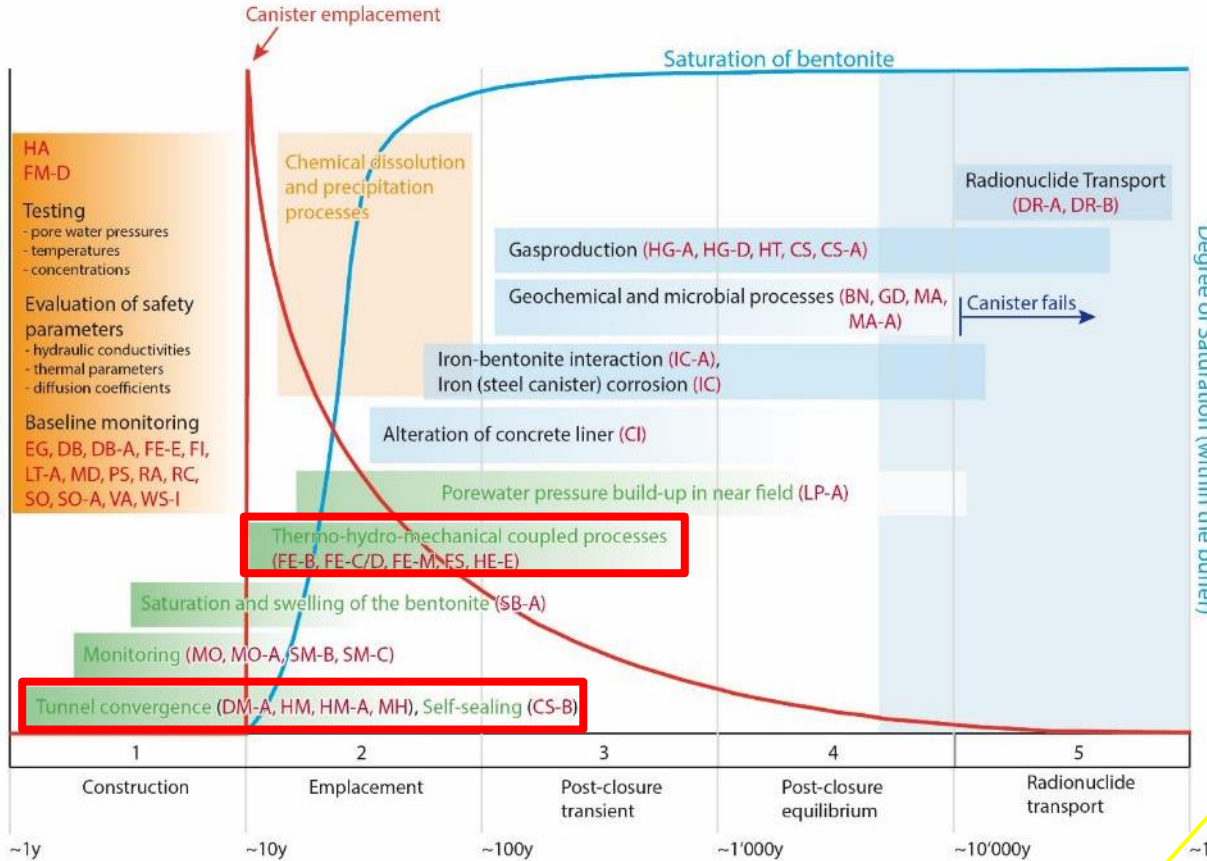 Canister emplacement
Saturation of bentonite
HA
FM-D
Testing
- pore water pressures
- temperatures
- concentrations
Evaluation of safety
parameters
- hydraulic conductivities
- thermal parameters
- diffusion coefficients
Baseline monitoring
EG, DB, DB-A, FE-E, FI,
LT-A, MD, PS, RA, RC,
SO, SO-A, VA, WS-I
Chemical dissolution
and precipitation
processes
Radionuclide Transport
(DR-A, DR-B)
Gasproduction (HG-A, HG-D, HT, CS, CS-A)
Geochemical and microbial processes (BN, GD, MA,
MA-A)
Canister fails
Iron-bentonite interaction (IC-A),
Iron (steel canister) corrosion (IC)
Alteration of concrete liner (CI)
Porewater pressure build-up in near field (LP-A)
Thermo-hydro-mechanical coupled processes
(FE-B, FE-C/D, FE-M, FS, HE-E)
Saturation and swelling of the bentonite (SB-A)
Monitoring (MO, MO-A, SM-B, SM-C)
Tunnel convergence (DM-A, HM, HM-A, MH), Self-sealing (CS-B)
Degree of saturation (within the buffer)
1 2 3 4 5
Construction
Emplacement
Post-closure
transient
Post-closure
equilibrium
Radionuclide
transport
~1y ~10y ~100y ~1'000y ~10'000y ~1